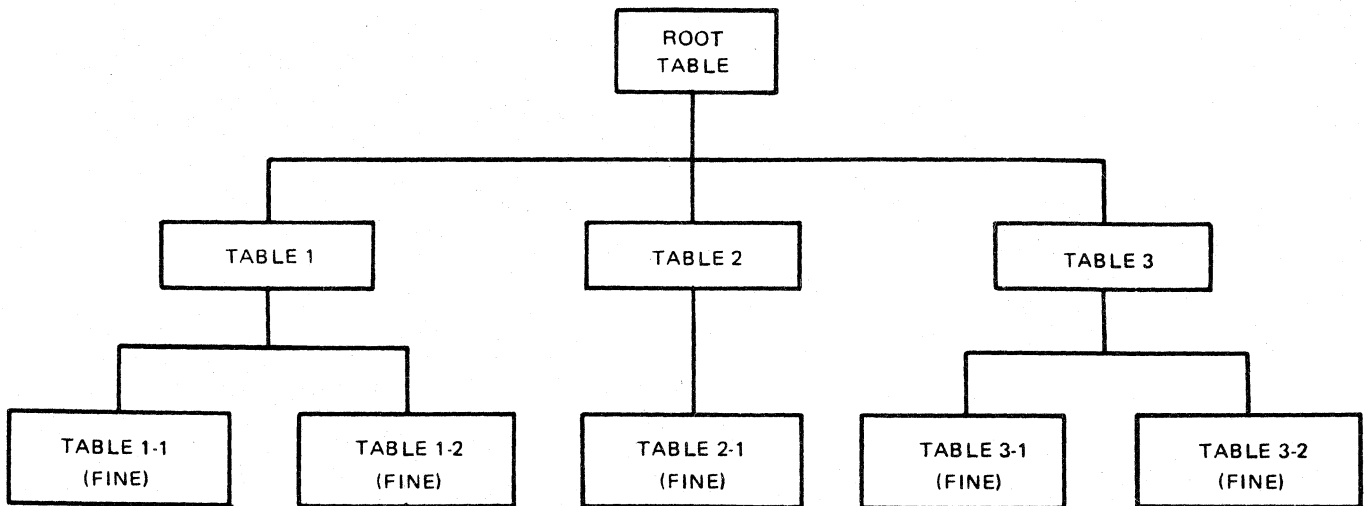 ROOT
TABLE
TABLE 1
TABLE 2
TABLE 3
TABLE 1-1
(FINE)
TABLE 1-2
(FINE)
TABLE 2-1
(FINE)
TABLE 3-1
(FINE)
TABLE 3-2
(FINE)